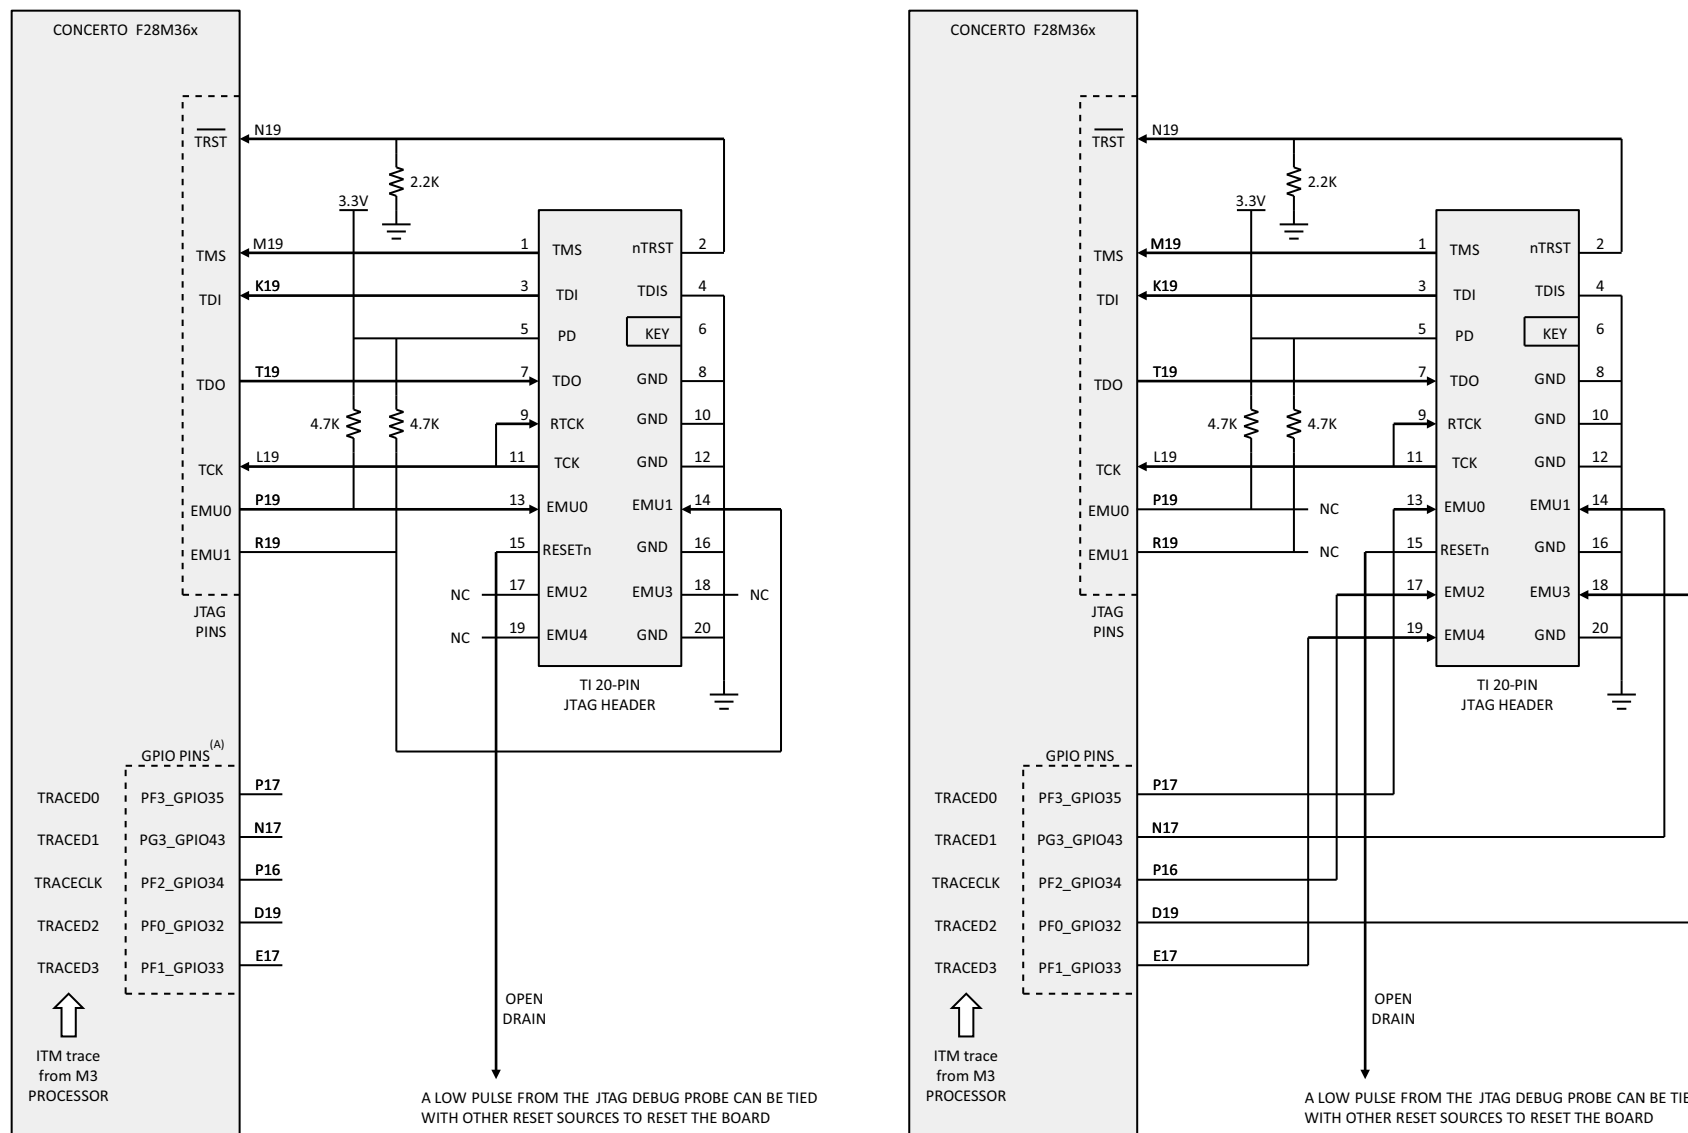 CONCERTO F28M36x
TRST
N19
2.2K
3.3V
TMS
M19
1
TMS
nTRST
2
TDI
K19
3
TDI
TDIS
4
5
PD
KEY
6
TDO
T19
7
TDO
GND
8
4.7K
4.7K
9
RTCK
GND
10
TCK
L19
11
TCK
GND
12
EMU0
P19
13
EMU0
EMU1
14
EMU1
R19
15
RESETn
GND
16
NC
17
EMU2
EMU3
18
NC
NC
19
EMU4
GND
20
JTAG
PINS
TI 20-PIN
JTAG HEADER
GPIO PINS(A)
TRACED0
PF3_GPIO35
P17
TRACED1
PG3_GPIO43
N17
TRACECLK
PF2_GPIO34
P16
TRACED2
PF0_GPIO32
D19
TRACED3
PF1_GPIO33
E17
ITM trace
from M3
PROCESSOR
OPEN
DRAIN
A LOW PULSE FROM THE JTAG DEBUG PROBE CAN BE TIED
WITH OTHER RESET SOURCES TO RESET THE BOARD
CONCERTO F28M36x
TRST
N19
2.2K
3.3V
TMS
M19
1
TMS
nTRST
2
TDI
K19
3
TDI
TDIS
4
5
PD
KEY
6
TDO
T19
7
TDO
GND
8
4.7K
4.7K
9
RTCK
GND
10
TCK
L19
11
TCK
GND
12
EMU0
P19
NC
13
EMU0
EMU1
14
EMU1
R19
NC
15
RESETn
GND
16
17
EMU2
EMU3
18
19
EMU4
GND
20
JTAG
PINS
TI 20-PIN
JTAG HEADER
GPIO PINS
TRACED0
PF3_GPIO35
P17
TRACED1
PG3_GPIO43
N17
TRACECLK
PF2_GPIO34
P16
TRACED2
PF0_GPIO32
D19
TRACED3
PF1_GPIO33
E17
ITM trace
from M3
PROCESSOR
OPEN
DRAIN
A LOW PULSE FROM THE JTAG DEBUG PROBE CAN BE
WITH OTHER RESET SOURCES TO RESET THE BOARD